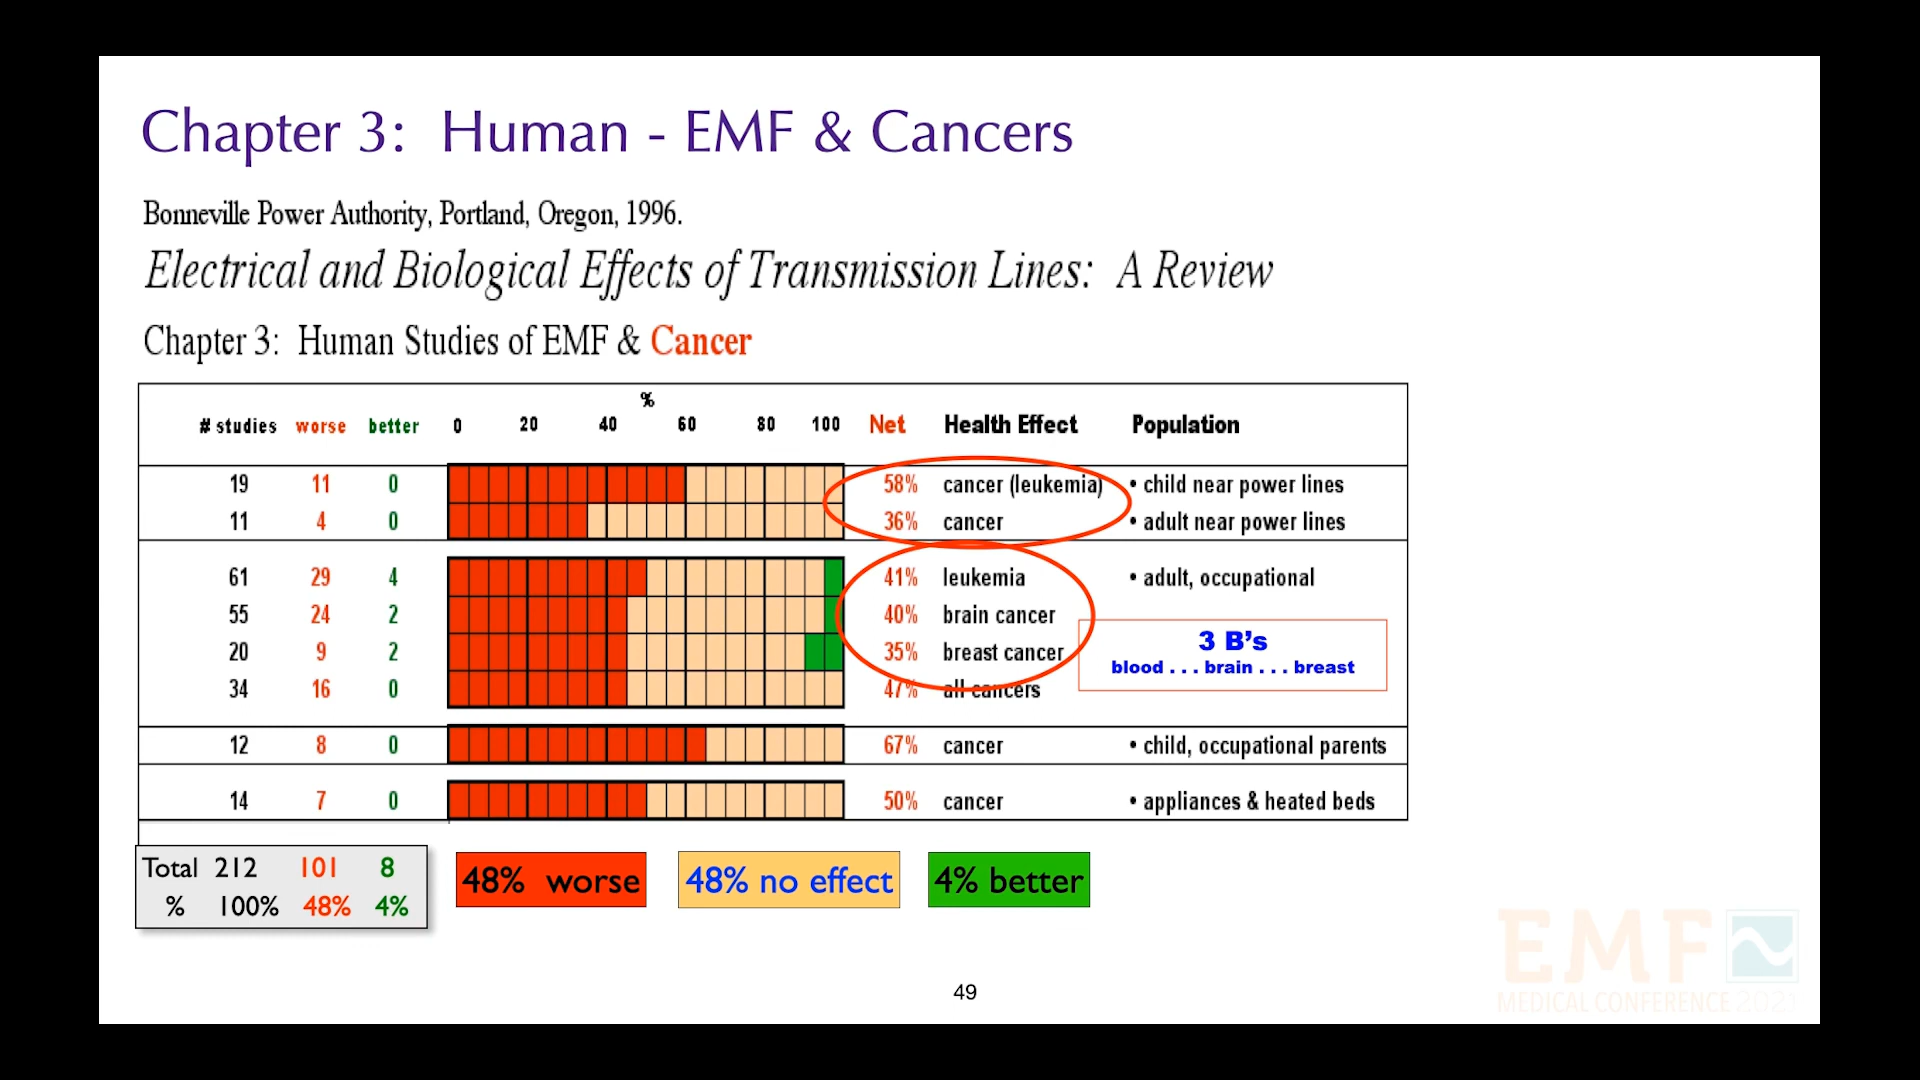 Chapter 3: Human - EMF & Cancers
Bonneville Power Authority, Portland, Oregon, 1996.
Electrical and Biological Effects of Transmission Lines: A Review
Chapter 3: Human Studies of EMF & Cancer
%
# studies worse better 0 20 40 60 80 100 Net Health Effect Population
19 11 0 58% cancer (leukemia) • child near power lines
11 4 0 36% cancer • adult near power lines
61 29 4 41% leukemia • adult, occupational
55 24 2 40% brain cancer
20 9 2 35% breast cancer
34 16 0 47% all cancers
3 B's
blood . . . brain . . . breast
12 8 0 67% cancer • child, occupational parents
14 7 0 50% cancer • appliances & heated beds
Total 212 101 8
% 100% 48% 4%
48% worse 48% no effect 4% better
EMF
MEDICAL CONFERENCE 2021
49